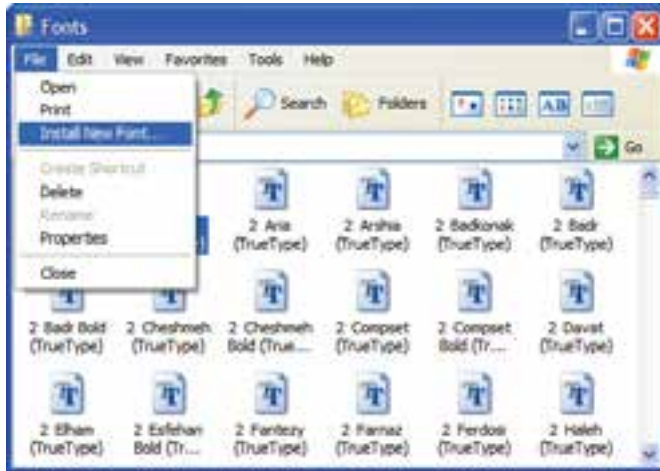 Fonts
File Edit View Favorites Tools Help
Open
Print
Install New Font...
Create Shortcut
Delete
Rename
Properties
Close
Search Folders
Go
2 Aria (TrueType)
2 Arshia (TrueType)
2 Badkonak (TrueType)
2 Badr (TrueType)
2 Badr Bold (TrueType)
2 Cheshmeh (TrueType)
2 Cheshmeh Bold (True...
2 Compset (TrueType)
2 Compset Bold (Tr...
2 Davat (TrueType)
2 Elham (TrueType)
2 Esfehan Bold (Tr...
2 Fantezy (TrueType)
2 Farnaz (TrueType)
2 Ferdosi (TrueType)
2 Haleh (TrueType)